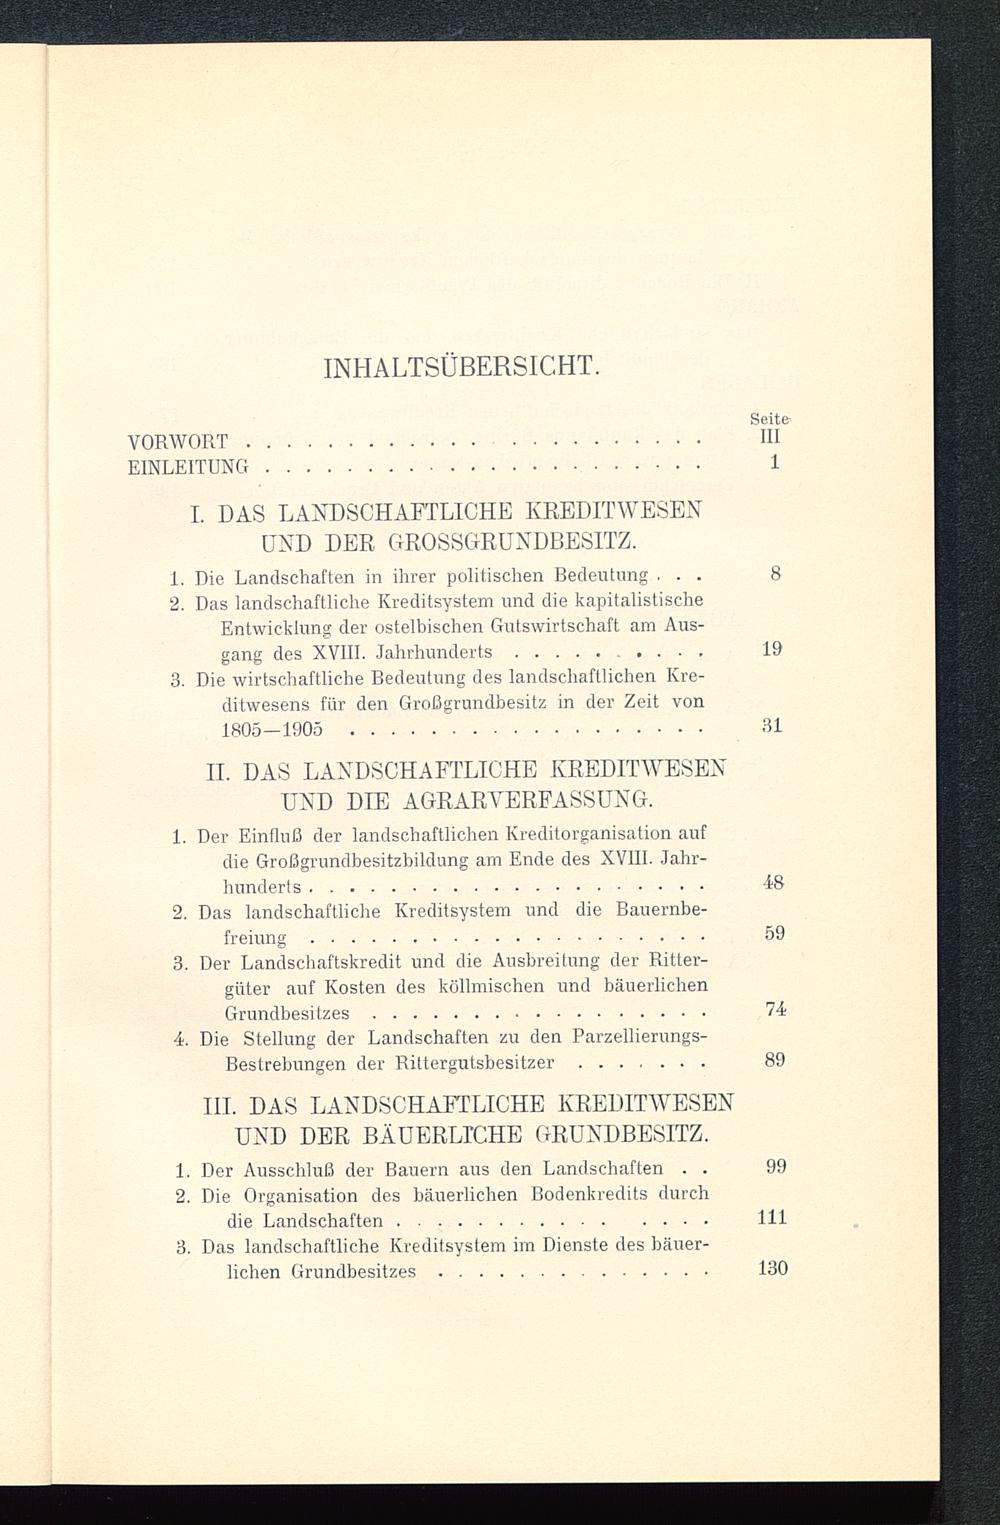 INHALTSÜBERSICHT.
Seite
VORWORT . . . . . . . . . . . . . . . . . . . . . . . III
EINLEITUNG . . . . . . . . . . . . . . . . . . . . . . 1
I. DAS LANDSCHAFTLICHE KREDITWESEN
UND DER GROSSGRUNDBESITZ.
1. Die Landschaften in ihrer politischen Bedeutung . . . 8
2. Das landschaftliche Kreditsystem und die kapitalistische
Entwicklung der ostelbischen Gutswirtschaft am Aus-
gang des XVIII. Jahrhunderts . . . . . . . . . . 19
3. Die wirtschaftliche Bedeutung des landschaftlichen Kre-
ditwesens für den Großgrundbesitz in der Zeit von
1805—1905 . . . . . . . . . . . . . . . . . . 31
II. DAS LANDSCHAFTLICHE KREDITWESEN
UND DIE AGRARVERFASSUNG.
1. Der Einfluß der landschaftlichen Kreditorganisation auf
die Großgrundbesitzbildung am Ende des XVIII. Jahr-
hunderts . . . . . . . . . . . . . . . . . . . . 48
2. Das landschaftliche Kreditsystem und die Bauernbe-
freiung . . . . . . . . . . . . . . . . . . . . 59
3. Der Landschaftskredit und die Ausbreitung der Ritter-
güter auf Kosten des köllmischen und bäuerlichen
Grundbesitzes . . . . . . . . . . . . . . . . . 74
4. Die Stellung der Landschaften zu den Parzellierungs-
Bestrebungen der Rittergutsbesitzer . . . . . . . 89
III. DAS LANDSCHAFTLICHE KREDITWESEN
UND DER BÄUERLICHE GRUNDBESITZ.
1. Der Ausschluß der Bauern aus den Landschaften . . 99
2. Die Organisation des bäuerlichen Bodenkredits durch
die Landschaften . . . . . . . . . . . . . . . 111
3. Das landschaftliche Kreditsystem im Dienste des bäuer-
lichen Grundbesitzes . . . . . . . . . . . . . . 130